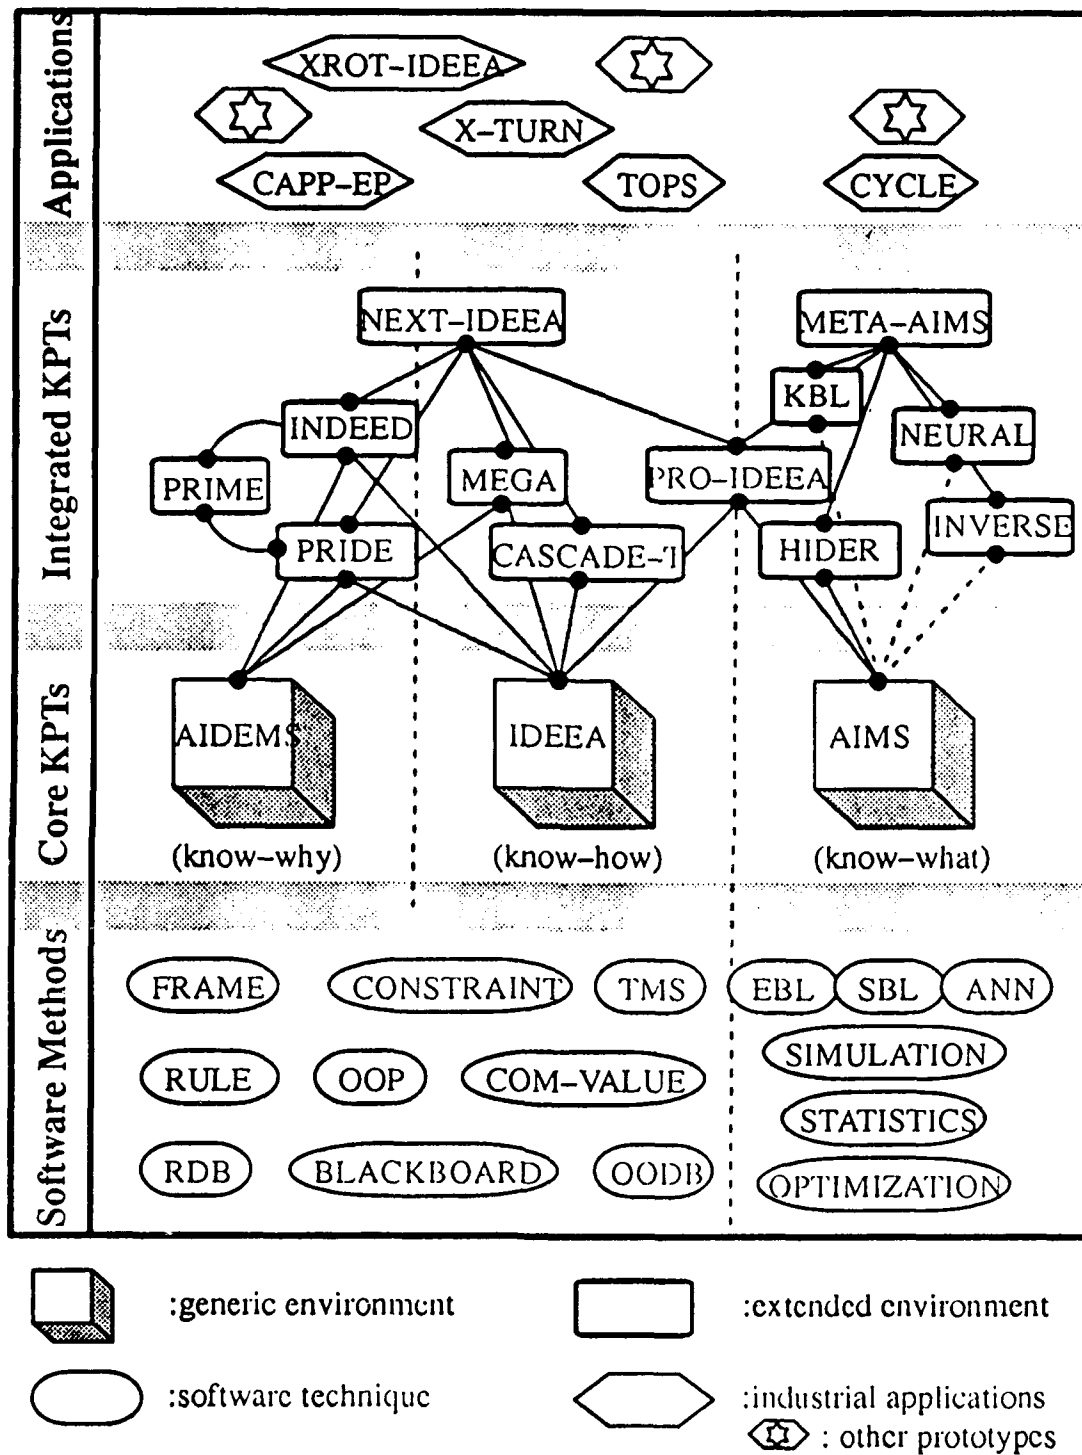 Applications
XROT-IDEEA
X-TURN
CAPP-EP
TOPS
CYCLE
Integrated KPTs
NEXT-IDEEA
META-AIMS
KBL
INDEED
NEURAL
PRIME
MEGA
PRO-IDEEA
INVERSE
PRIDE
CASCADE-T
HIDER
Core KPTs
AIDEMS
IDEEA
AIMS
(know-why)
(know-how)
(know-what)
Software Methods
FRAME
CONSTRAINT
TMS
EBL
SBL
ANN
SIMULATION
RULE
OOP
COM-VALUE
STATISTICS
RDB
BLACKBOARD
OODB
OPTIMIZATION
:generic environment
:extended environment
:software technique
:industrial applications
: other prototypes